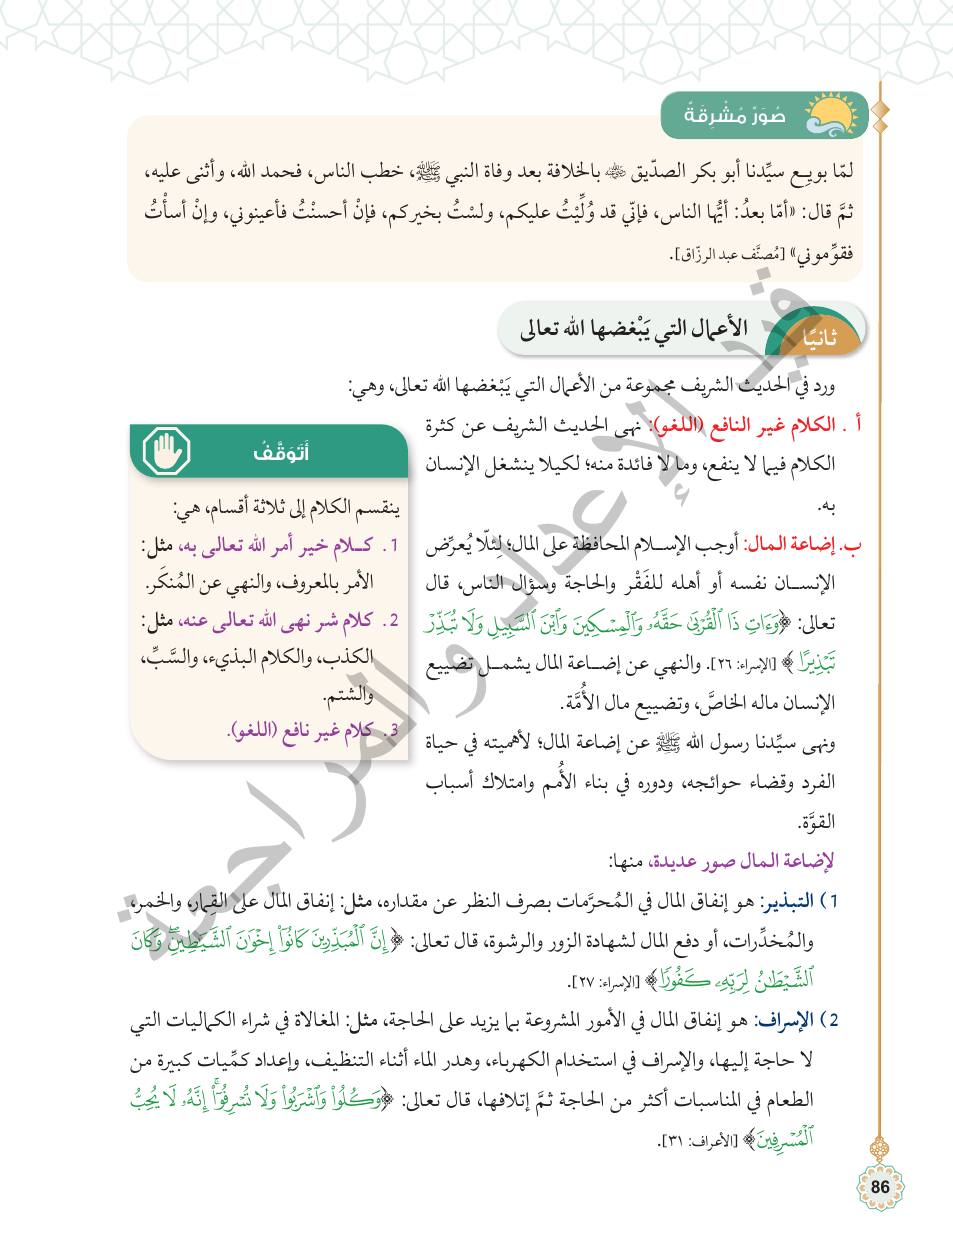 صُوَرٌ مُشْرِقَةٌ
لمّا بويِع سيِّدنا أبو بكر الصدّيق رضي الله عنه بالخلافة بعد وفاة النبي ﷺ، خطب الناس، فحمد الله، وأثنى عليه،
ثمَّ قال: «أمّا بعدُ: أيُّها الناس، فإنّي قد وُلِّيْتُ عليكم، ولسْتُ بخيركم، فإنْ أحسنْتُ فأعينوني، وإنْ أسأْتُ
فقوِّموني» [مُصنَّف عبد الرزّاق].
ثانيًا
الأعمال التي يَبْغضها الله تعالى
ورد في الحديث الشريف مجموعة من الأعمال التي يَبْغضها الله تعالى، وهي:
أ . الكلام غير النافع (اللغو): نهى الحديث الشريف عن كثرة
الكلام فيما لا ينفع، وما لا فائدة منه؛ لكيلا ينشغل الإنسان
به.
ب. إضاعة المال: أوجب الإسلام المحافظة على المال؛ لِئلّا يُعرِّض
الإنسان نفسه أو أهله للفَقْر والحاجة وسؤال الناس، قال
تعالى: ﴿وَءَاتِ ذَا ٱلْقُرْبَىٰ حَقَّهُۥ وَٱلْمِسْكِينَ وَٱبْنَ ٱلسَّبِيلِ وَلَا تُبَذِّرْ
تَبْذِيرًا﴾ [الإسراء: ٢٦]. والنهي عن إضاعة المال يشمل تضييع
الإنسان ماله الخاصَّ، وتضييع مال الأُمَّة.
ونهى سيِّدنا رسول الله ﷺ عن إضاعة المال؛ لأهميته في حياة
الفرد وقضاء حوائجه، ودوره في بناء الأُمم وامتلاك أسباب
القوَّة.
أَتَوَقَّفُ
ينقسم الكلام إلى ثلاثة أقسام، هي:
1. كلام خير أمر الله تعالى به، مثل:
الأمر بالمعروف، والنهي عن المُنكَر.
2. كلام شر نهى الله تعالى عنه، مثل:
الكذب، والكلام البذيء، والسَّبِّ،
والشتم.
3. كلام غير نافع (اللغو).
لإضاعة المال صور عديدة، منها:
1) التبذير: هو إنفاق المال في المُحرَّمات بصرف النظر عن مقداره، مثل: إنفاق المال على القِمار، والخمر،
والمُخدِّرات، أو دفع المال لشهادة الزور والرشوة، قال تعالى: ﴿إِنَّ ٱلْمُبَذِّرِينَ كَانُوٓا۟ إِخْوَٰنَ ٱلشَّيَـٰطِينِ ۖ وَكَانَ
ٱلشَّيْطَـٰنُ لِرَبِّهِۦ كَفُورًا﴾ [الإسراء: ٢٧].
2) الإسراف: هو إنفاق المال في الأمور المشروعة بما يزيد على الحاجة، مثل: المغالاة في شراء الكماليات التي
لا حاجة إليها، والإسراف في استخدام الكهرباء، وهدر الماء أثناء التنظيف، وإعداد كمِّيات كبيرة من
الطعام في المناسبات أكثر من الحاجة ثمَّ إتلافها، قال تعالى: ﴿وَكُلُوا۟ وَٱشْرَبُوا۟ وَلَا تُسْرِفُوٓا۟ ۚ إِنَّهُۥ لَا يُحِبُّ
ٱلْمُسْرِفِينَ﴾ [الأعراف: ٣١].
86
قيد الإعداد والمراجعة